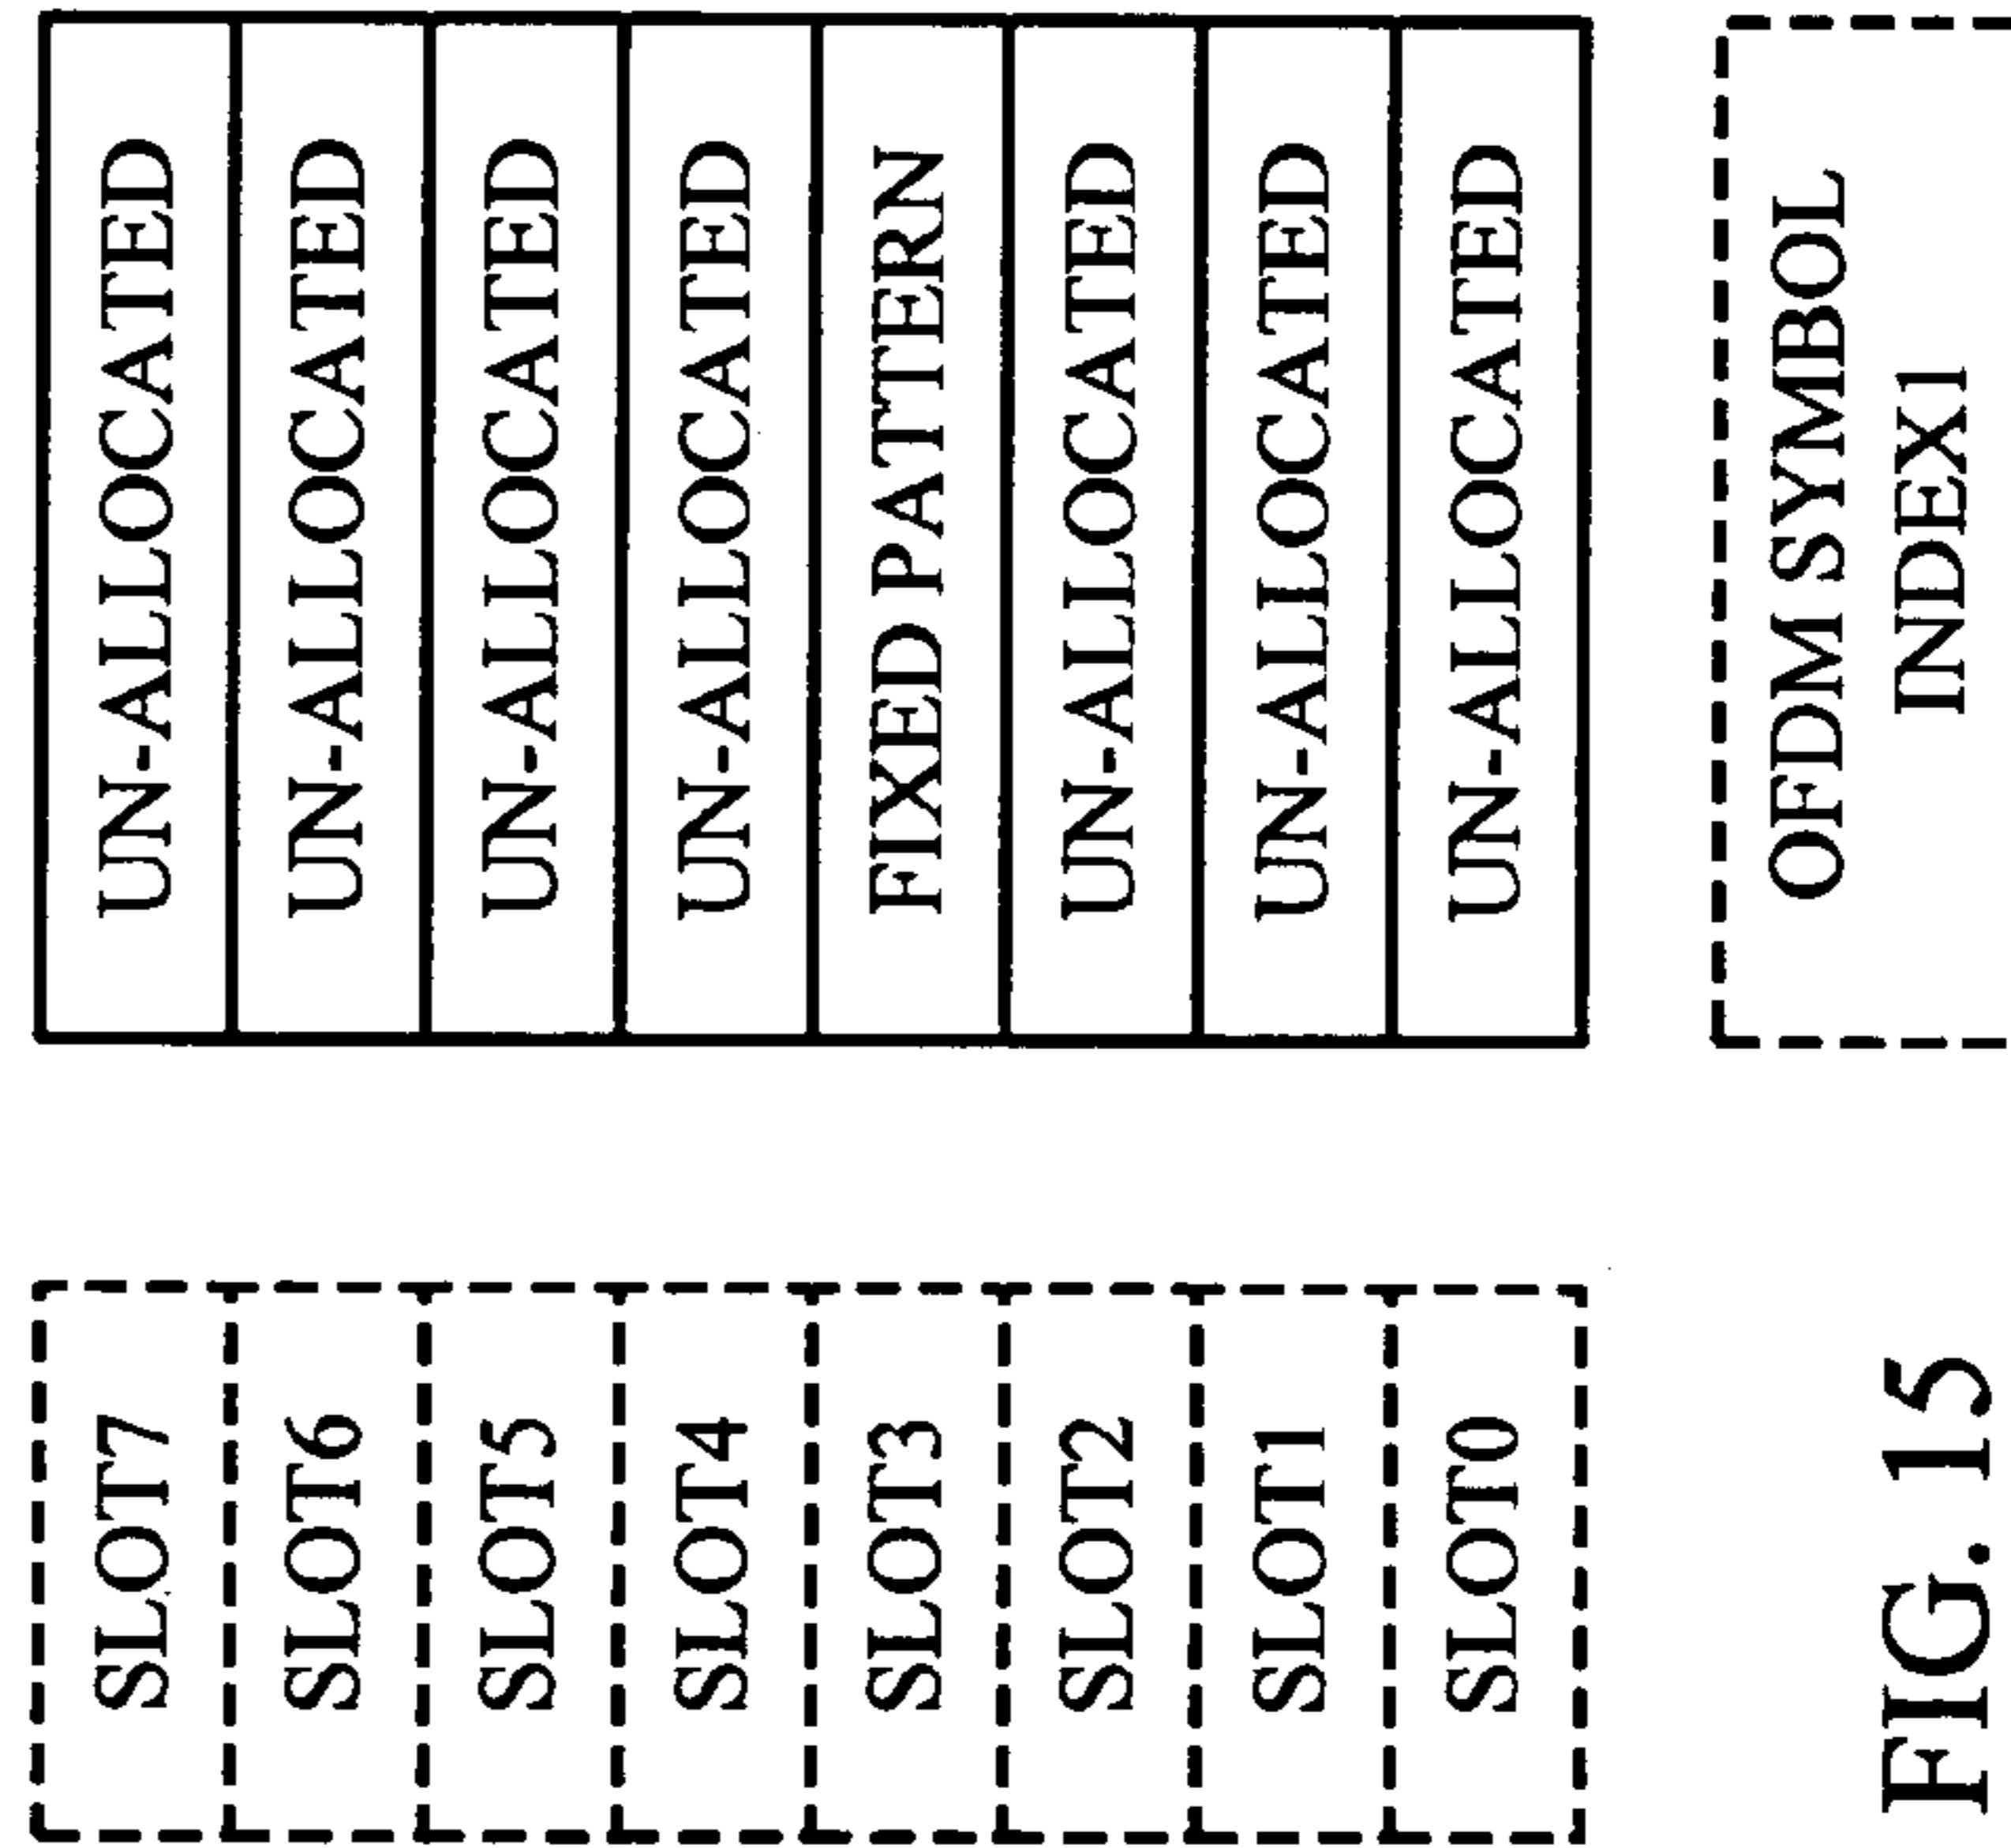 SLOT7 UN-ALLOCATED
SLOT6 UN-ALLOCATED
SLOT5 UN-ALLOCATED
SLOT4 UN-ALLOCATED
SLOT3 FIXED PATTERN
SLOT2 UN-ALLOCATED
SLOT1 UN-ALLOCATED
SLOT0 UN-ALLOCATED
OFDM SYMBOL
INDEX1
FIG. 15